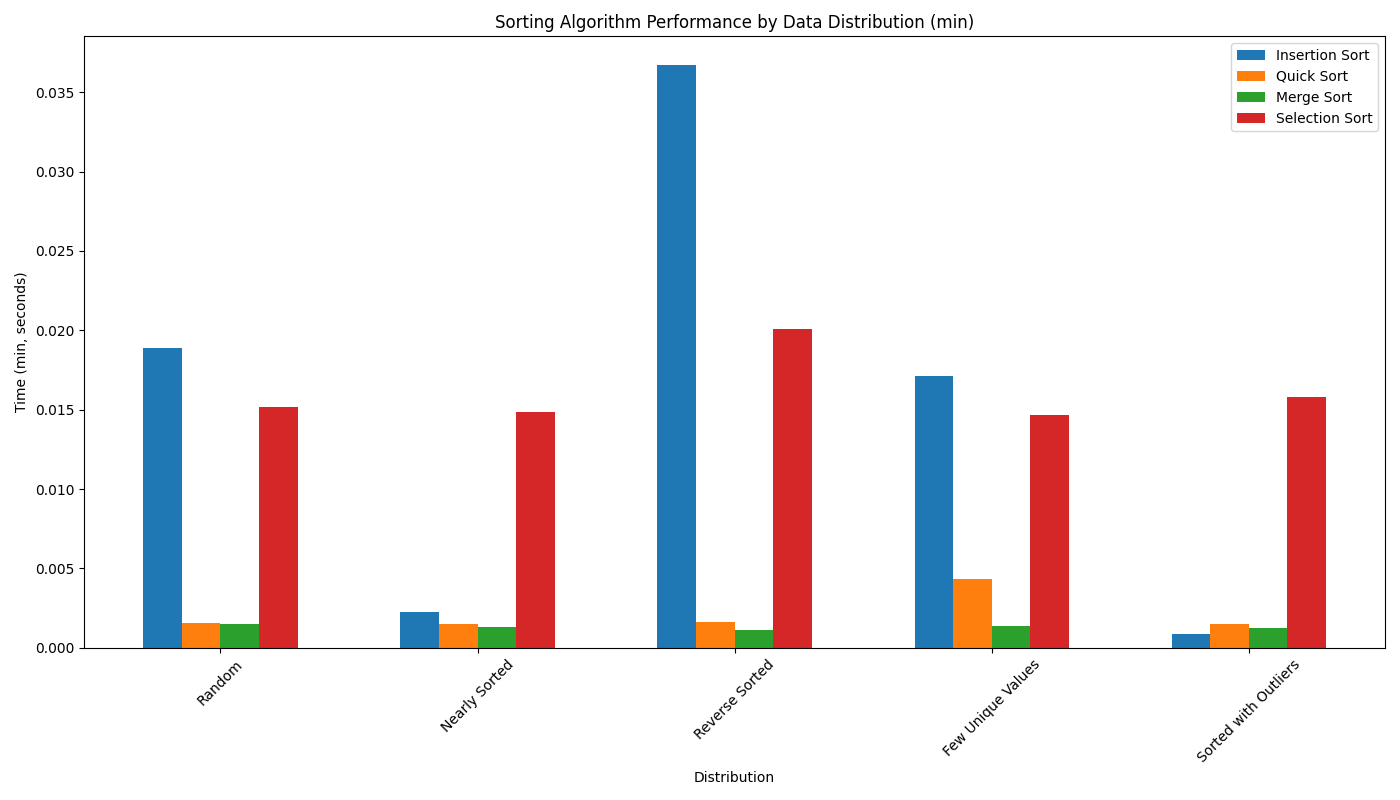 Sorting Algorithm Performance by Data Distribution (min)
Insertion Sort
Quick Sort
Merge Sort
Selection Sort
Time (min, seconds)
0.035
0.030
0.025
0.020
0.015
0.010
0.005
0.000
Random
Nearly Sorted
Reverse Sorted
Few Unique Values
Sorted with Outliers
Distribution